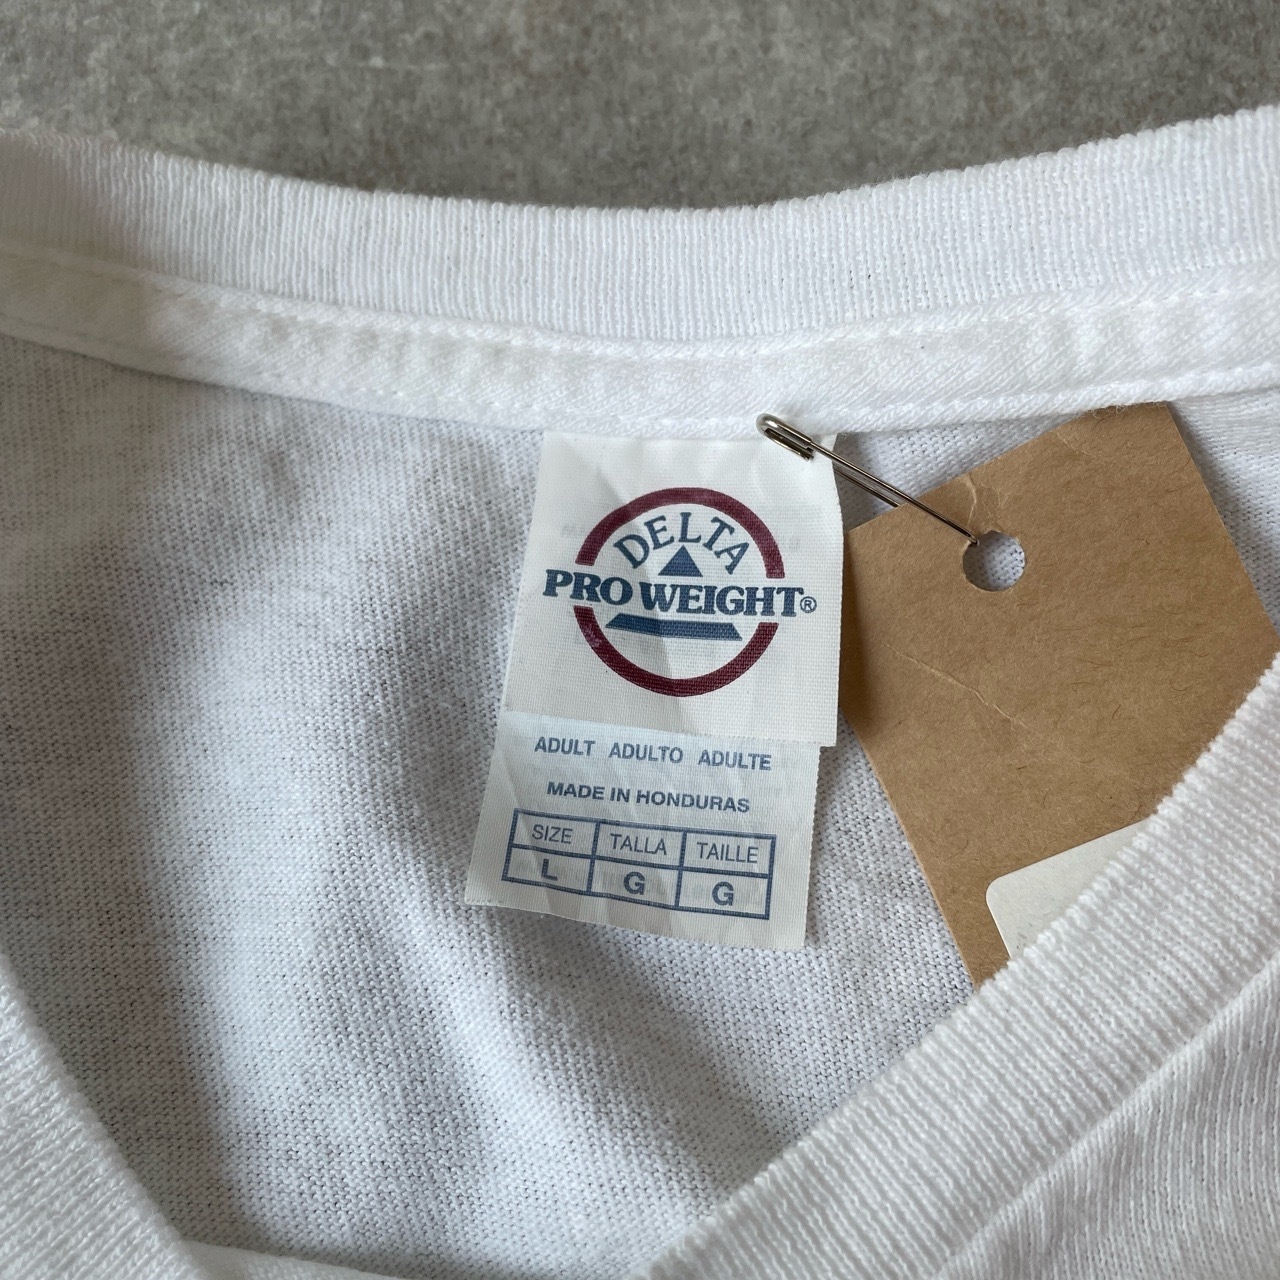 DELTA
PRO WEIGHT®
ADULT ADULTO ADULTE
MADE IN HONDURAS
SIZE TALLA TAILLE
L G G